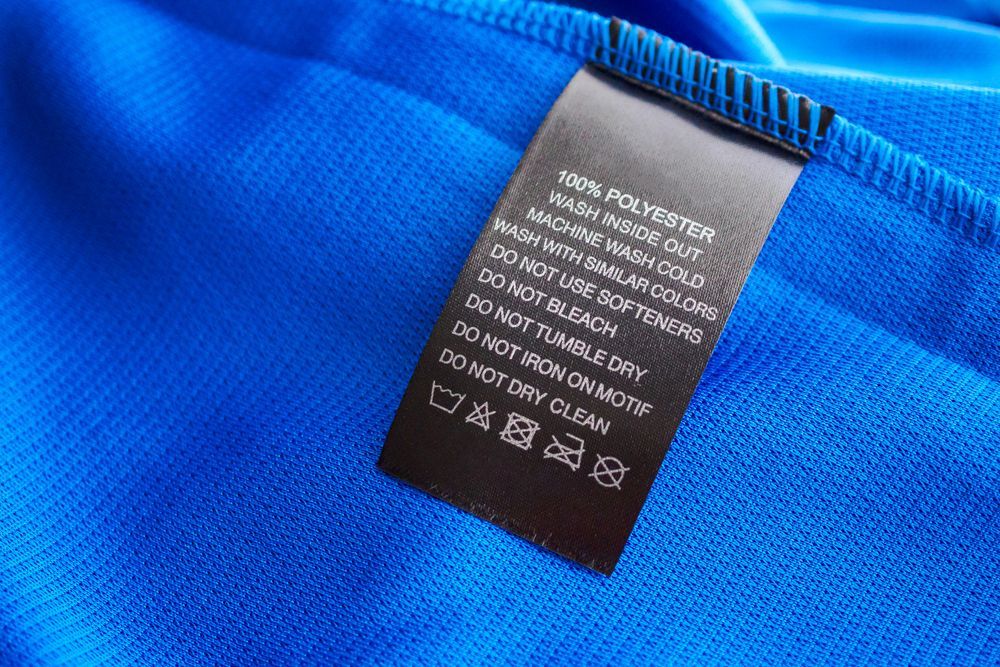 100% POLYESTER
WASH INSIDE OUT
MACHINE WASH COLD
WASH WITH SIMILAR COLORS
DO NOT USE SOFTENERS
DO NOT BLEACH
DO NOT TUMBLE DRY
DO NOT IRON ON MOTIF
DO NOT DRY CLEAN